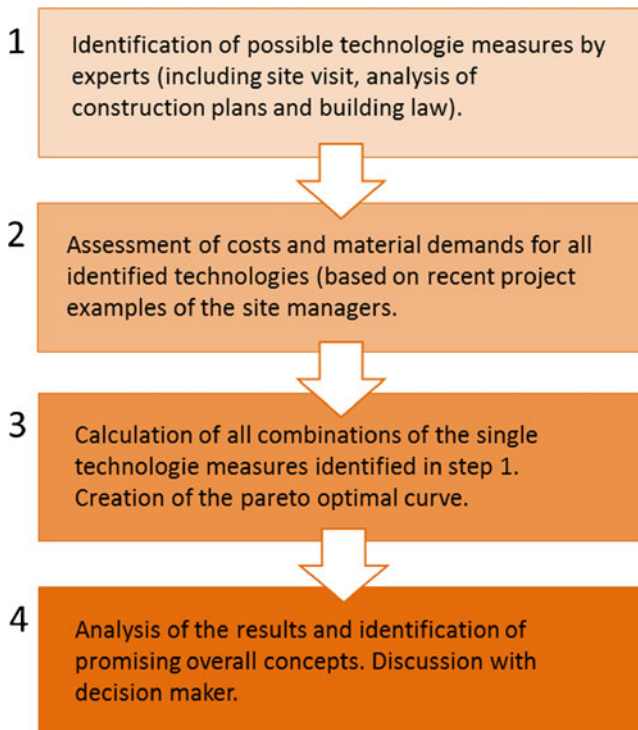 1
Identification of possible technologie measures by
experts (including site visit, analysis of
construction plans and building law).
2
Assessment of costs and material demands for all
identified technologies (based on recent project
examples of the site managers.
3
Calculation of all combinations of the single
technologie measures identified in step 1.
Creation of the pareto optimal curve.
4
Analysis of the results and identification of
promising overall concepts. Discussion with
decision maker.